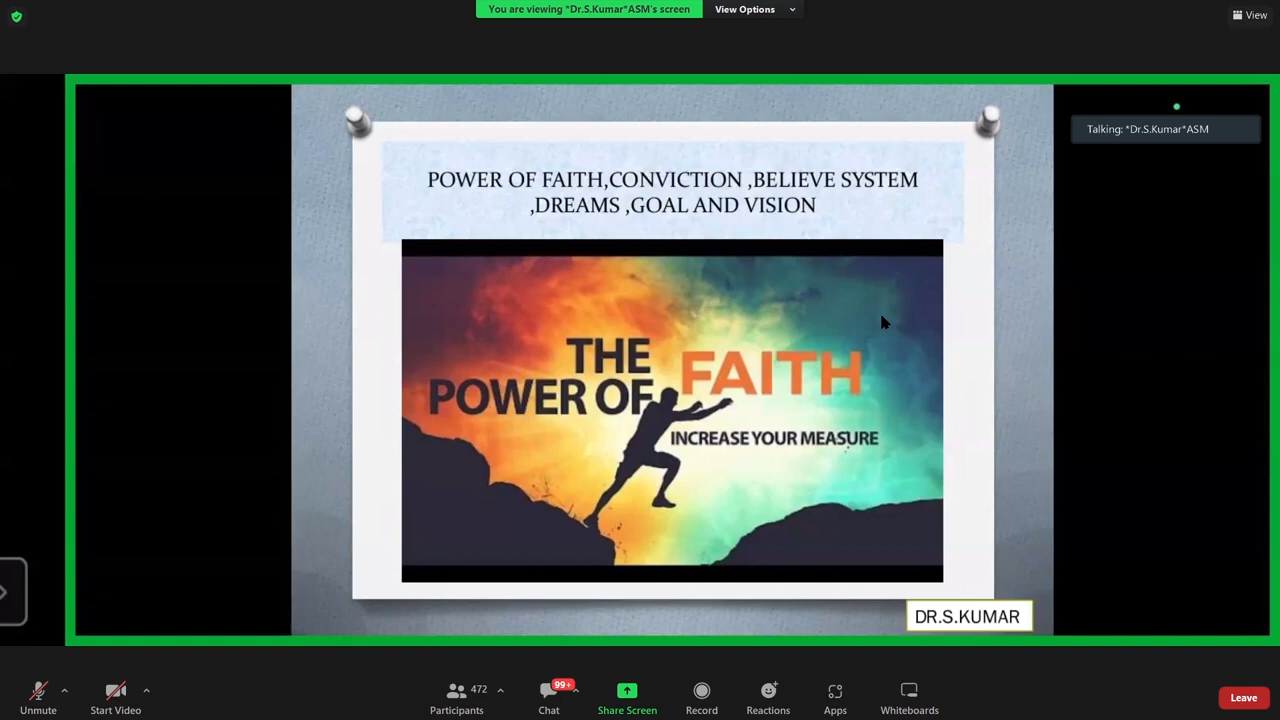 You are viewing *Dr.S.Kumar*ASM's screen
View Options
View
Talking: *Dr.S.Kumar*ASM
POWER OF FAITH,CONVICTION ,BELIEVE SYSTEM
,DREAMS ,GOAL AND VISION
THE
POWER OF
FAITH
INCREASE YOUR MEASURE
DR.S.KUMAR
Unmute
Start Video
472
Participants
99+
Chat
Share Screen
Record
Reactions
Apps
Whiteboards
Leave